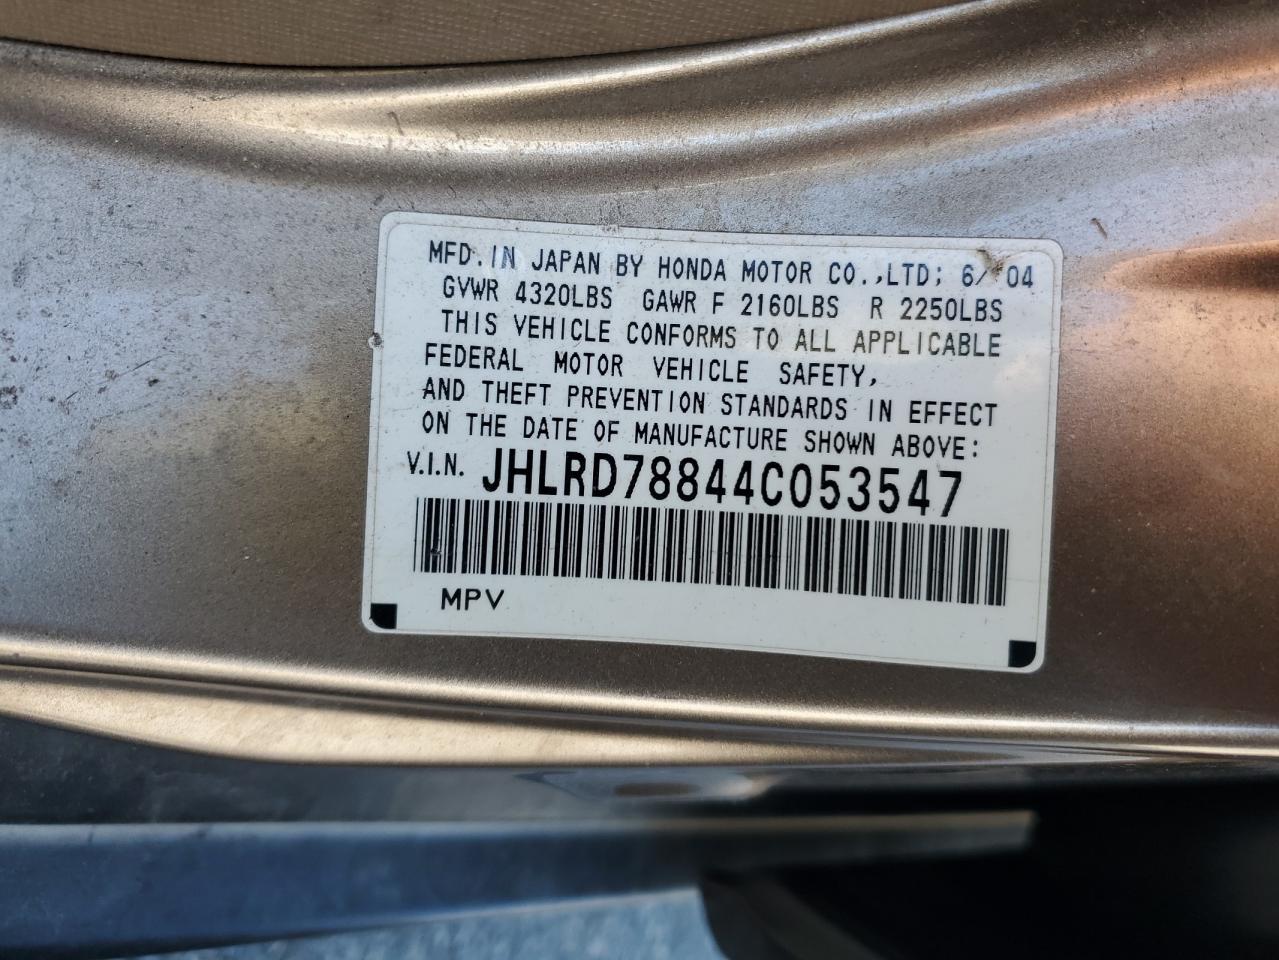 MFD. IN JAPAN BY HONDA MOTOR CO.,LTD; 6/ 04
GVWR 4320LBS GAWR F 2160LBS R 2250LBS
THIS VEHICLE CONFORMS TO ALL APPLICABLE
FEDERAL MOTOR VEHICLE SAFETY,
AND THEFT PREVENTION STANDARDS IN EFFECT
ON THE DATE OF MANUFACTURE SHOWN ABOVE:
V.I.N. JHLRD78844C053547
MPV